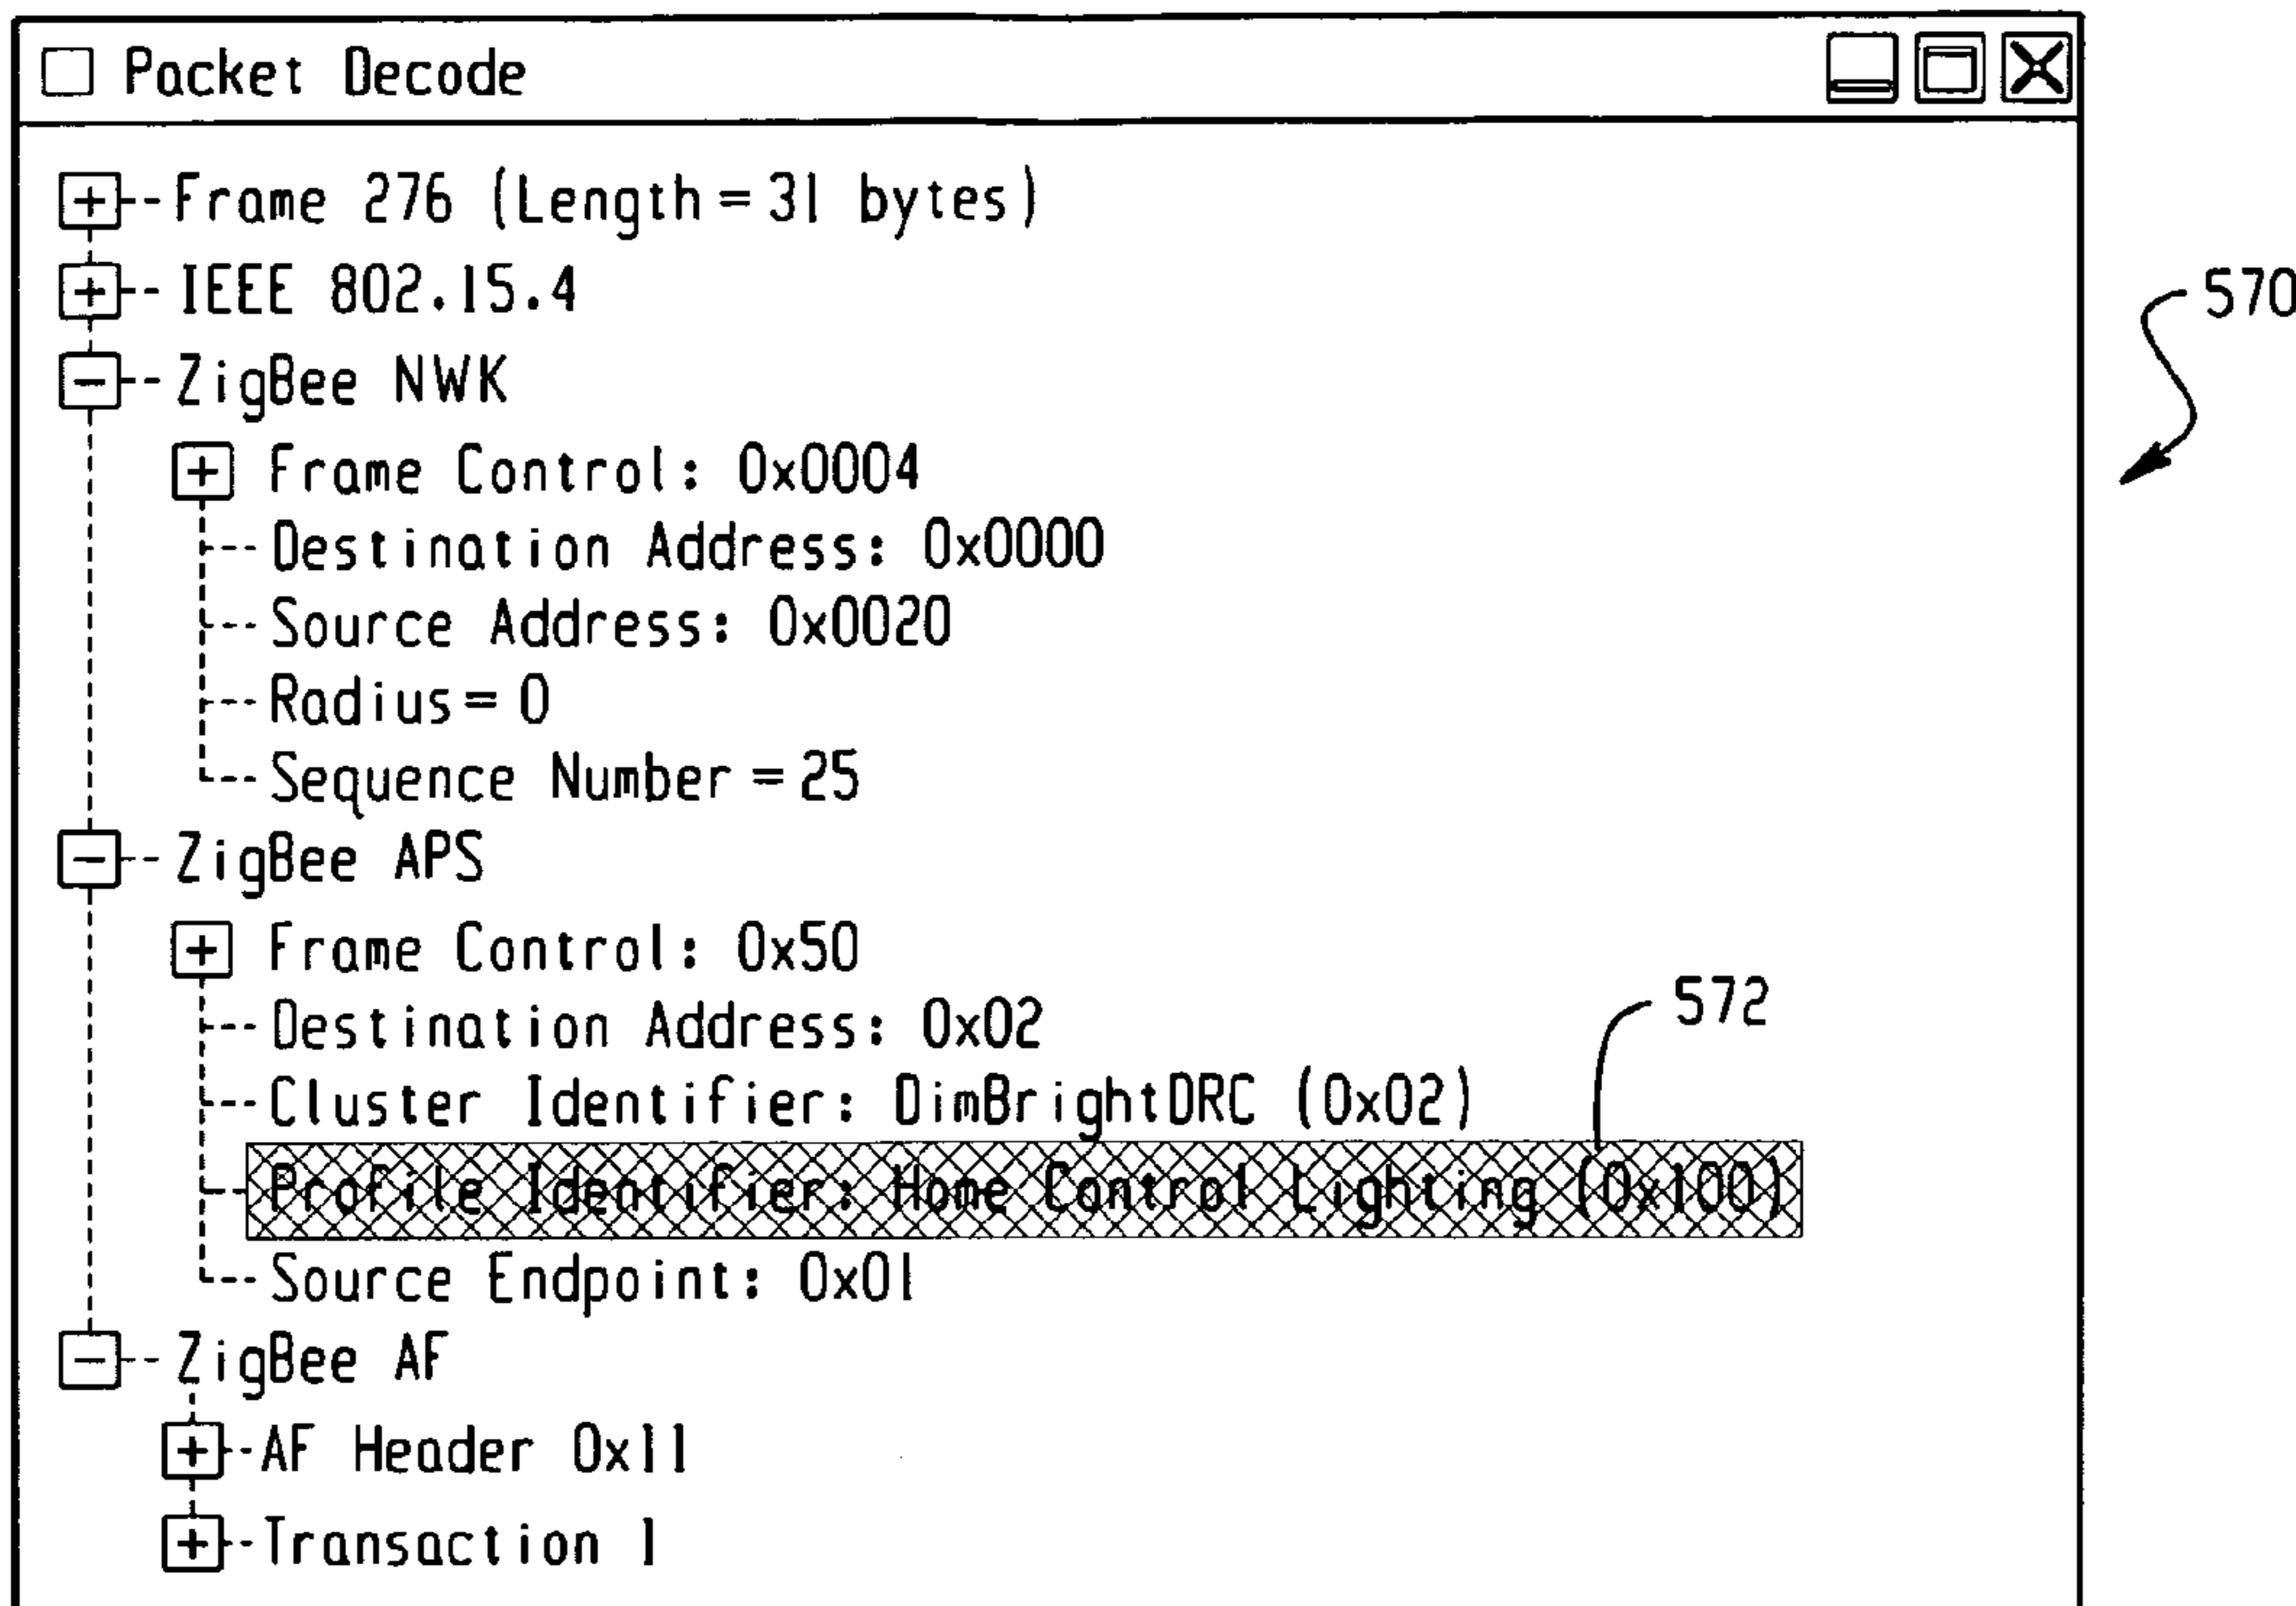 Packet Decode
Frame 276 (Length=31 bytes)
IEEE 802.15.4
570
ZigBee NWK
Frame Control: 0x0004
Destination Address: 0x0000
Source Address: 0x0020
Radius=0
Sequence Number=25
ZigBee APS
Frame Control: 0x50
572
Destination Address: 0x02
Cluster Identifier: DimBrightDRC (0x02)
Profile Identifier: Home Control Lighting (0x100)
Source Endpoint: 0x01
ZigBee AF
AF Header 0x11
Transaction 1